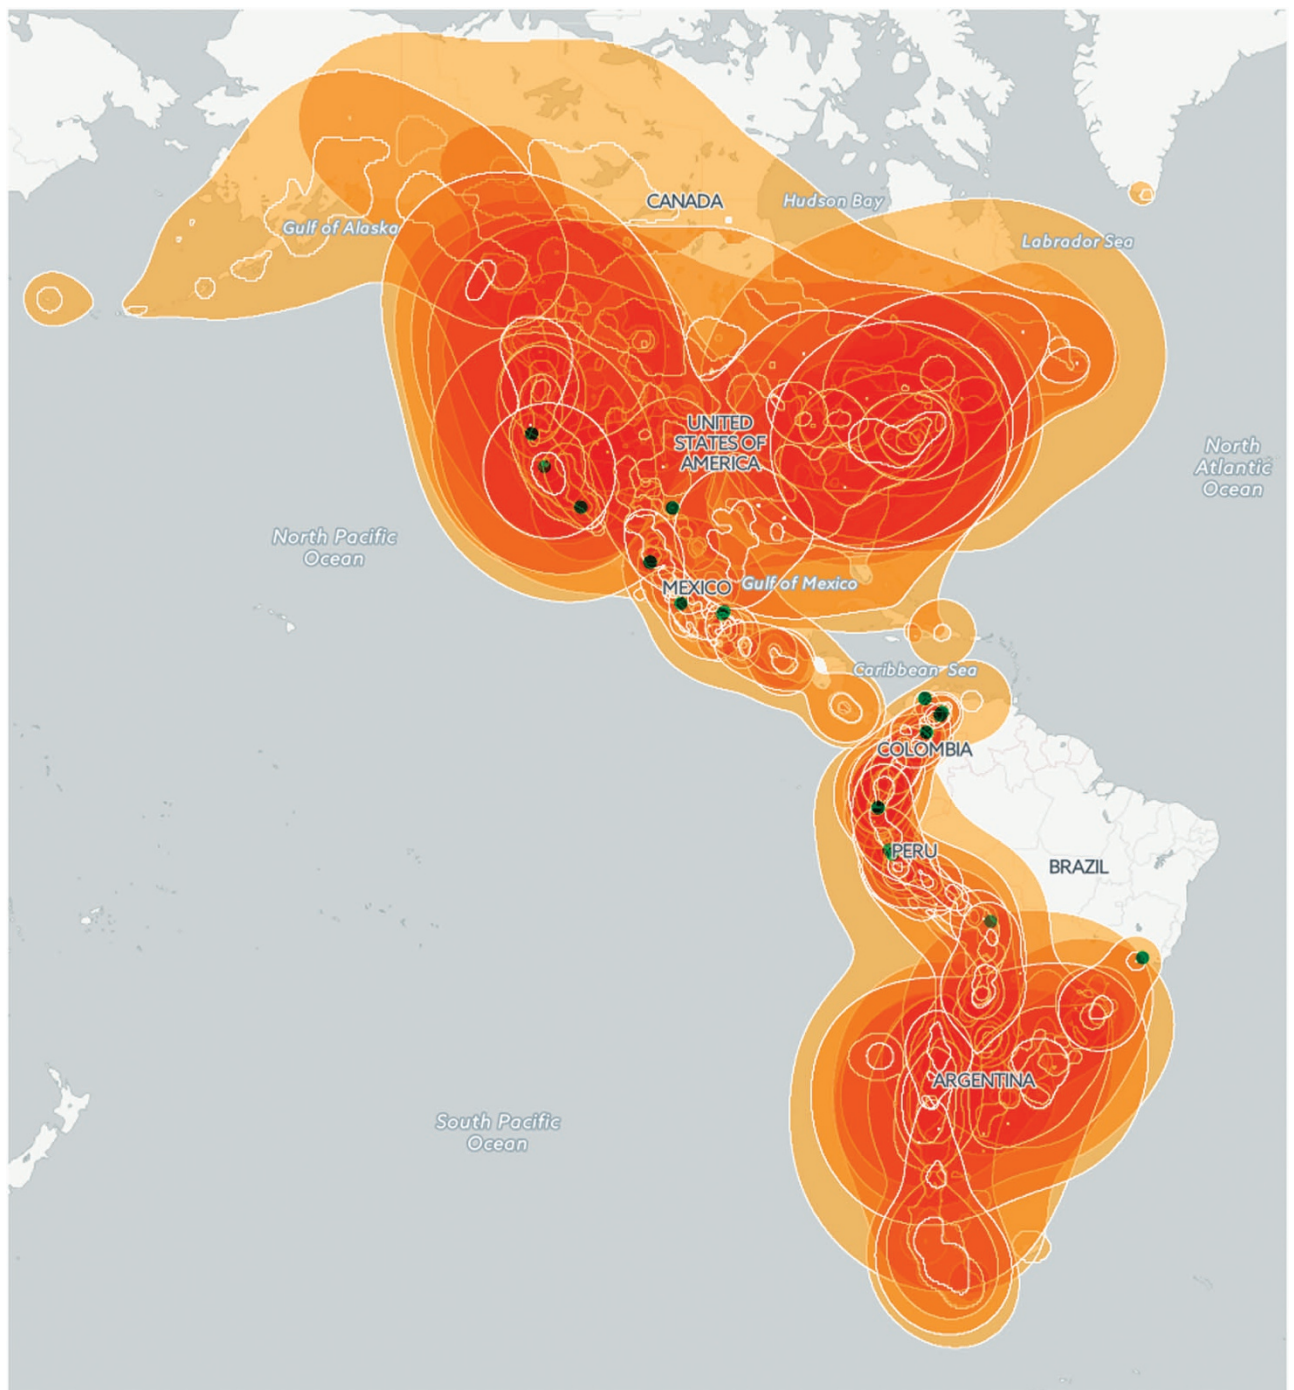 CANADA
Hudson Bay
Gulf of Alaska
Labrador Sea
UNITED
STATES OF
AMERICA
North
Atlantic
Ocean
North Pacific
Ocean
MEXICO
Gulf of Mexico
Caribbean Sea
COLOMBIA
PERU
BRAZIL
ARGENTINA
South Pacific
Ocean